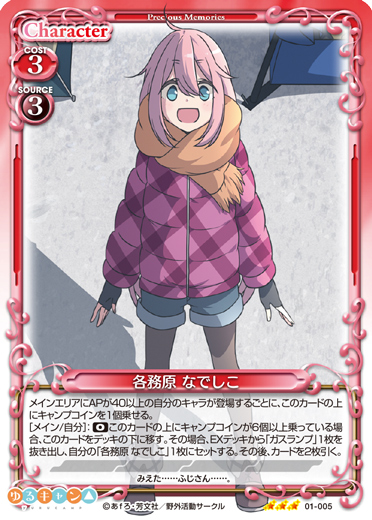 Precious Memories
Character
COST
3
SOURCE
3
各務原 なでしこ
メインエリアにAPが40以上の自分のキャラが登場するごとに、このカードの上
にキャンプコインを1個乗せる。
[メイン/自分]:このカードの上にキャンプコインが6個以上乗っている場
合、このカードをデッキの下に移す。その場合、EXデッキから「ガスランプ」1枚を
抜き出し、自分の「各務原 なでしこ」1枚にセットする。その後、カードを2枚引く。
みえた……ふじさん……。
ゆるキャン
©あfろ・芳文社/野外活動サークル
01-005